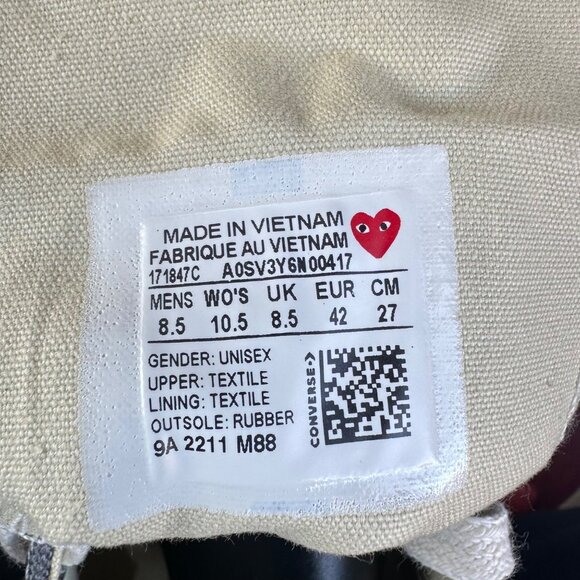 MADE IN VIETNAM
FABRIQUE AU VIETNAM
171847C A0SV3Y6N00417
MENS WO'S UK EUR CM
8.5 10.5 8.5 42 27
GENDER: UNISEX
UPPER: TEXTILE
LINING: TEXTILE
OUTSOLE: RUBBER
9A 2211 M88
CONVERSE